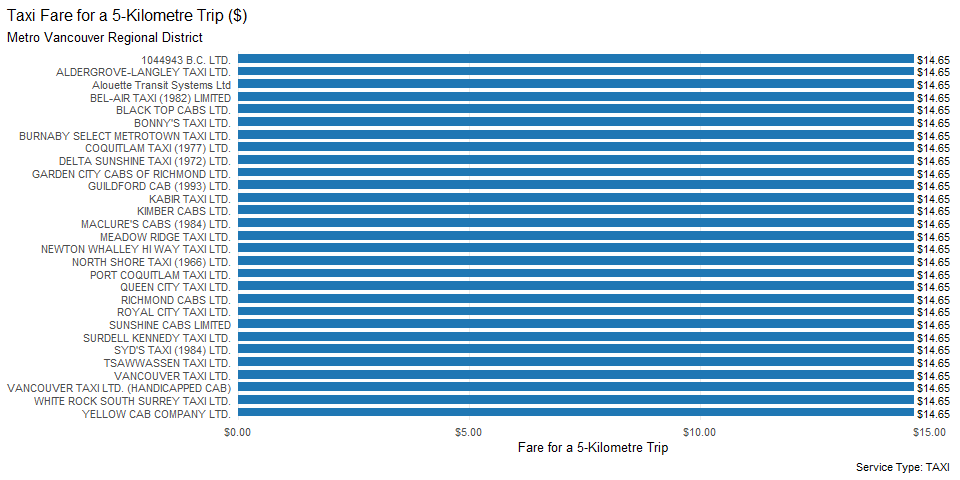 Taxi Fare for a 5-Kilometre Trip ($)
Metro Vancouver Regional District
1044943 B.C. LTD. $14.65
ALDERGROVE-LANGLEY TAXI LTD. $14.65
Alouette Transit Systems Ltd $14.65
BEL-AIR TAXI (1982) LIMITED $14.65
BLACK TOP CABS LTD. $14.65
BONNY'S TAXI LTD. $14.65
BURNABY SELECT METROTOWN TAXI LTD. $14.65
COQUITLAM TAXI (1977) LTD. $14.65
DELTA SUNSHINE TAXI (1972) LTD. $14.65
GARDEN CITY CABS OF RICHMOND LTD. $14.65
GUILDFORD CAB (1993) LTD. $14.65
KABIR TAXI LTD. $14.65
KIMBER CABS LTD. $14.65
MACLURE'S CABS (1984) LTD. $14.65
MEADOW RIDGE TAXI LTD. $14.65
NEWTON WHALLEY HI WAY TAXI LTD. $14.65
NORTH SHORE TAXI (1966) LTD. $14.65
PORT COQUITLAM TAXI LTD. $14.65
QUEEN CITY TAXI LTD. $14.65
RICHMOND CABS LTD. $14.65
ROYAL CITY TAXI LTD. $14.65
SUNSHINE CABS LIMITED $14.65
SURDELL KENNEDY TAXI LTD. $14.65
SYD'S TAXI (1984) LTD. $14.65
TSAWWASSEN TAXI LTD. $14.65
VANCOUVER TAXI LTD. $14.65
VANCOUVER TAXI LTD. (HANDICAPPED CAB) $14.65
WHITE ROCK SOUTH SURREY TAXI LTD. $14.65
YELLOW CAB COMPANY LTD. $14.65
$0.00 $5.00 $10.00 $15.00
Fare for a 5-Kilometre Trip
Service Type: TAXI